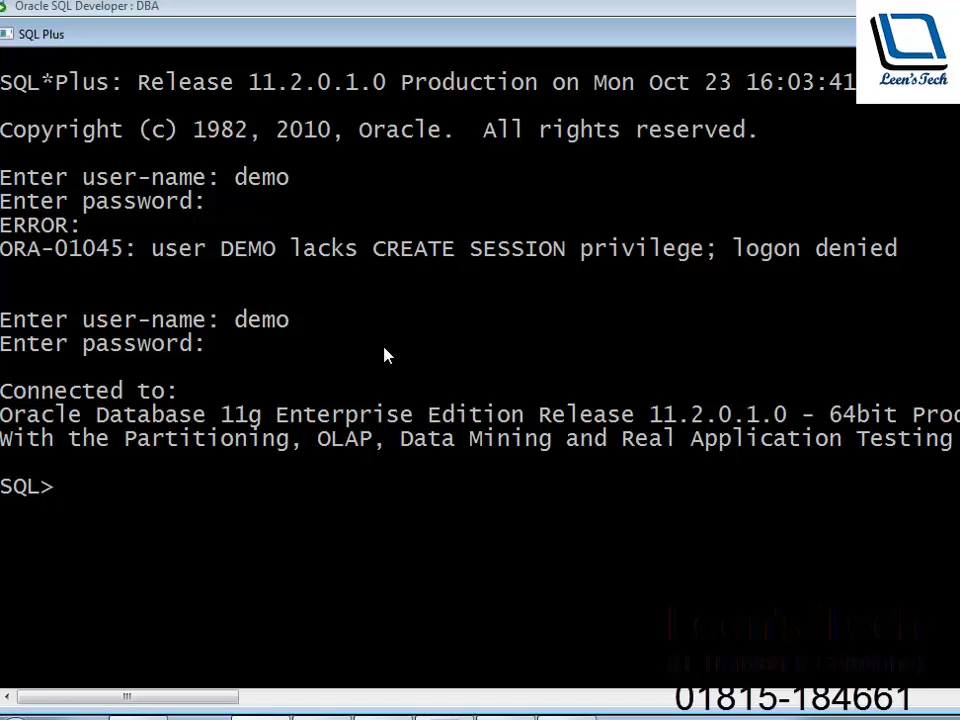 Oracle SQL Developer : DBA
SQL Plus
Leen'sTech
SQL*Plus: Release 11.2.0.1.0 Production on Mon Oct 23 16:03:41
Copyright (c) 1982, 2010, Oracle.  All rights reserved.
Enter user-name: demo
Enter password:
ERROR:
ORA-01045: user DEMO lacks CREATE SESSION privilege; logon denied
Enter user-name: demo
Enter password:
Connected to:
Oracle Database 11g Enterprise Edition Release 11.2.0.1.0 - 64bit Proc
With the Partitioning, OLAP, Data Mining and Real Application Testing
SQL>
Leen's Tech
01815-184661